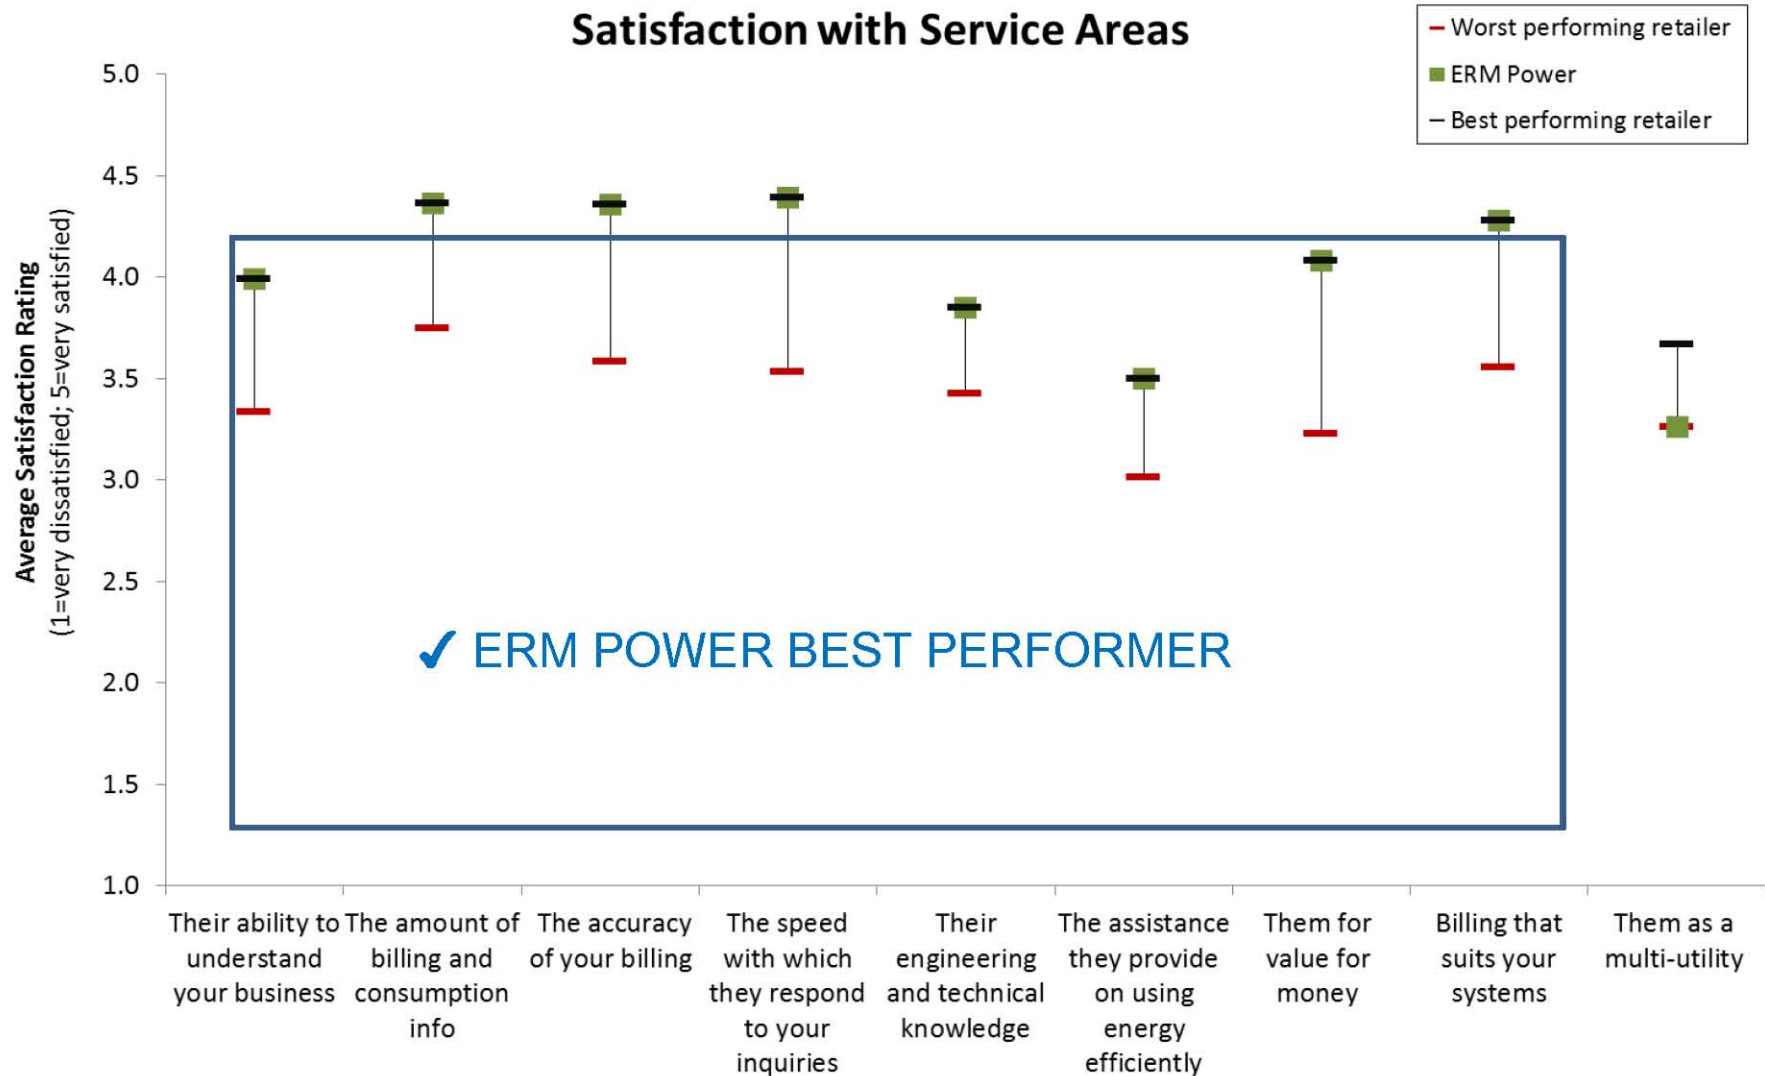 Satisfaction with Service Areas
Worst performing retailer
ERM Power
Best performing retailer
Average Satisfaction Rating
(1=very dissatisfied; 5=very satisfied)
5.0
4.5
4.0
3.5
3.0
2.5
2.0
1.5
1.0
✓ ERM POWER BEST PERFORMER
Their ability to
understand
your business
The amount of
billing and
consumption
info
The accuracy
of your billing
The speed
with which
they respond
to your
inquiries
Their
engineering
and technical
knowledge
The assistance
they provide
on using
energy
efficiently
Them for
value for
money
Billing that
suits your
systems
Them as a
multi-utility